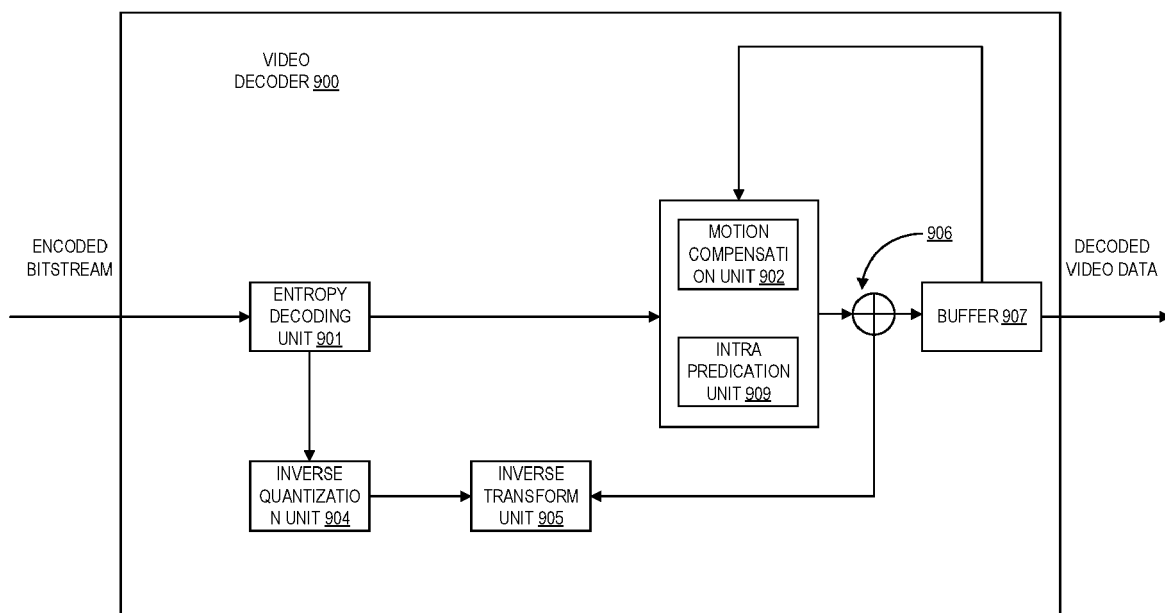 VIDEO
DECODER 900
ENCODED
BITSTREAM
ENTROPY
DECODING
UNIT 901
MOTION
COMPENSATI
ON UNIT 902
INTRA
PREDICATION
UNIT 909
906
BUFFER 907
DECODED
VIDEO DATA
INVERSE
QUANTIZATIO
N UNIT 904
INVERSE
TRANSFORM
UNIT 905